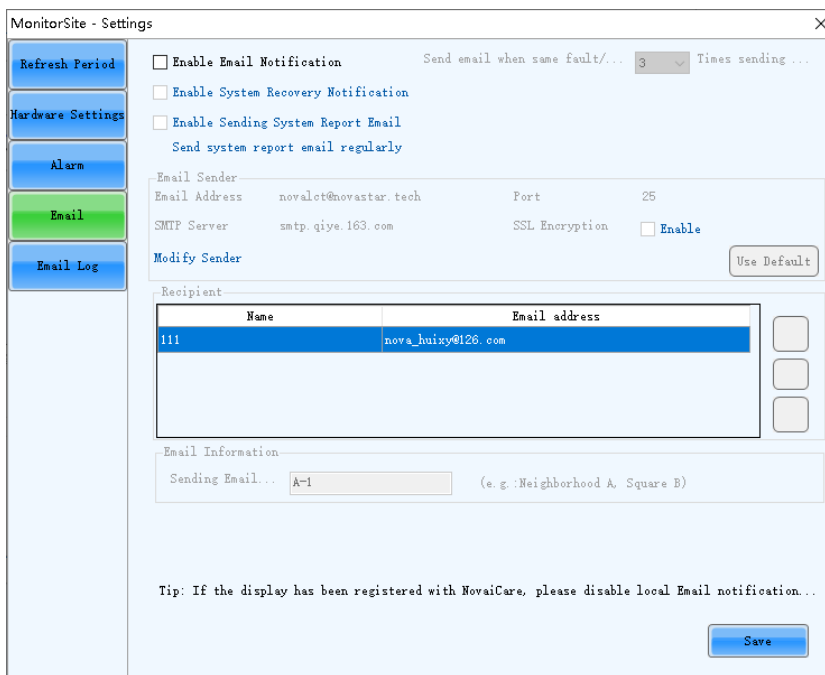 MonitorSite - Settings
Refresh Period
Hardware Settings
Alarm
Email
Email Log
Enable Email Notification
Send email when same fault/...
3
Times sending ...
Enable System Recovery Notification
Enable Sending System Report Email
Send system report email regularly
Email Sender
Email Address
novalct@novastar.tech
Port
25
SMTP Server
smtp.qiye.163.com
SSL Encryption
Enable
Modify Sender
Use Default
Recipient
Name
Email address
111
nova_huixy@126.com
Email Information
Sending Email...
A-1
(e.g.:Neighborhood A, Square B)
Tip: If the display has been registered with NovaiCare, please disable local Email notification...
Save